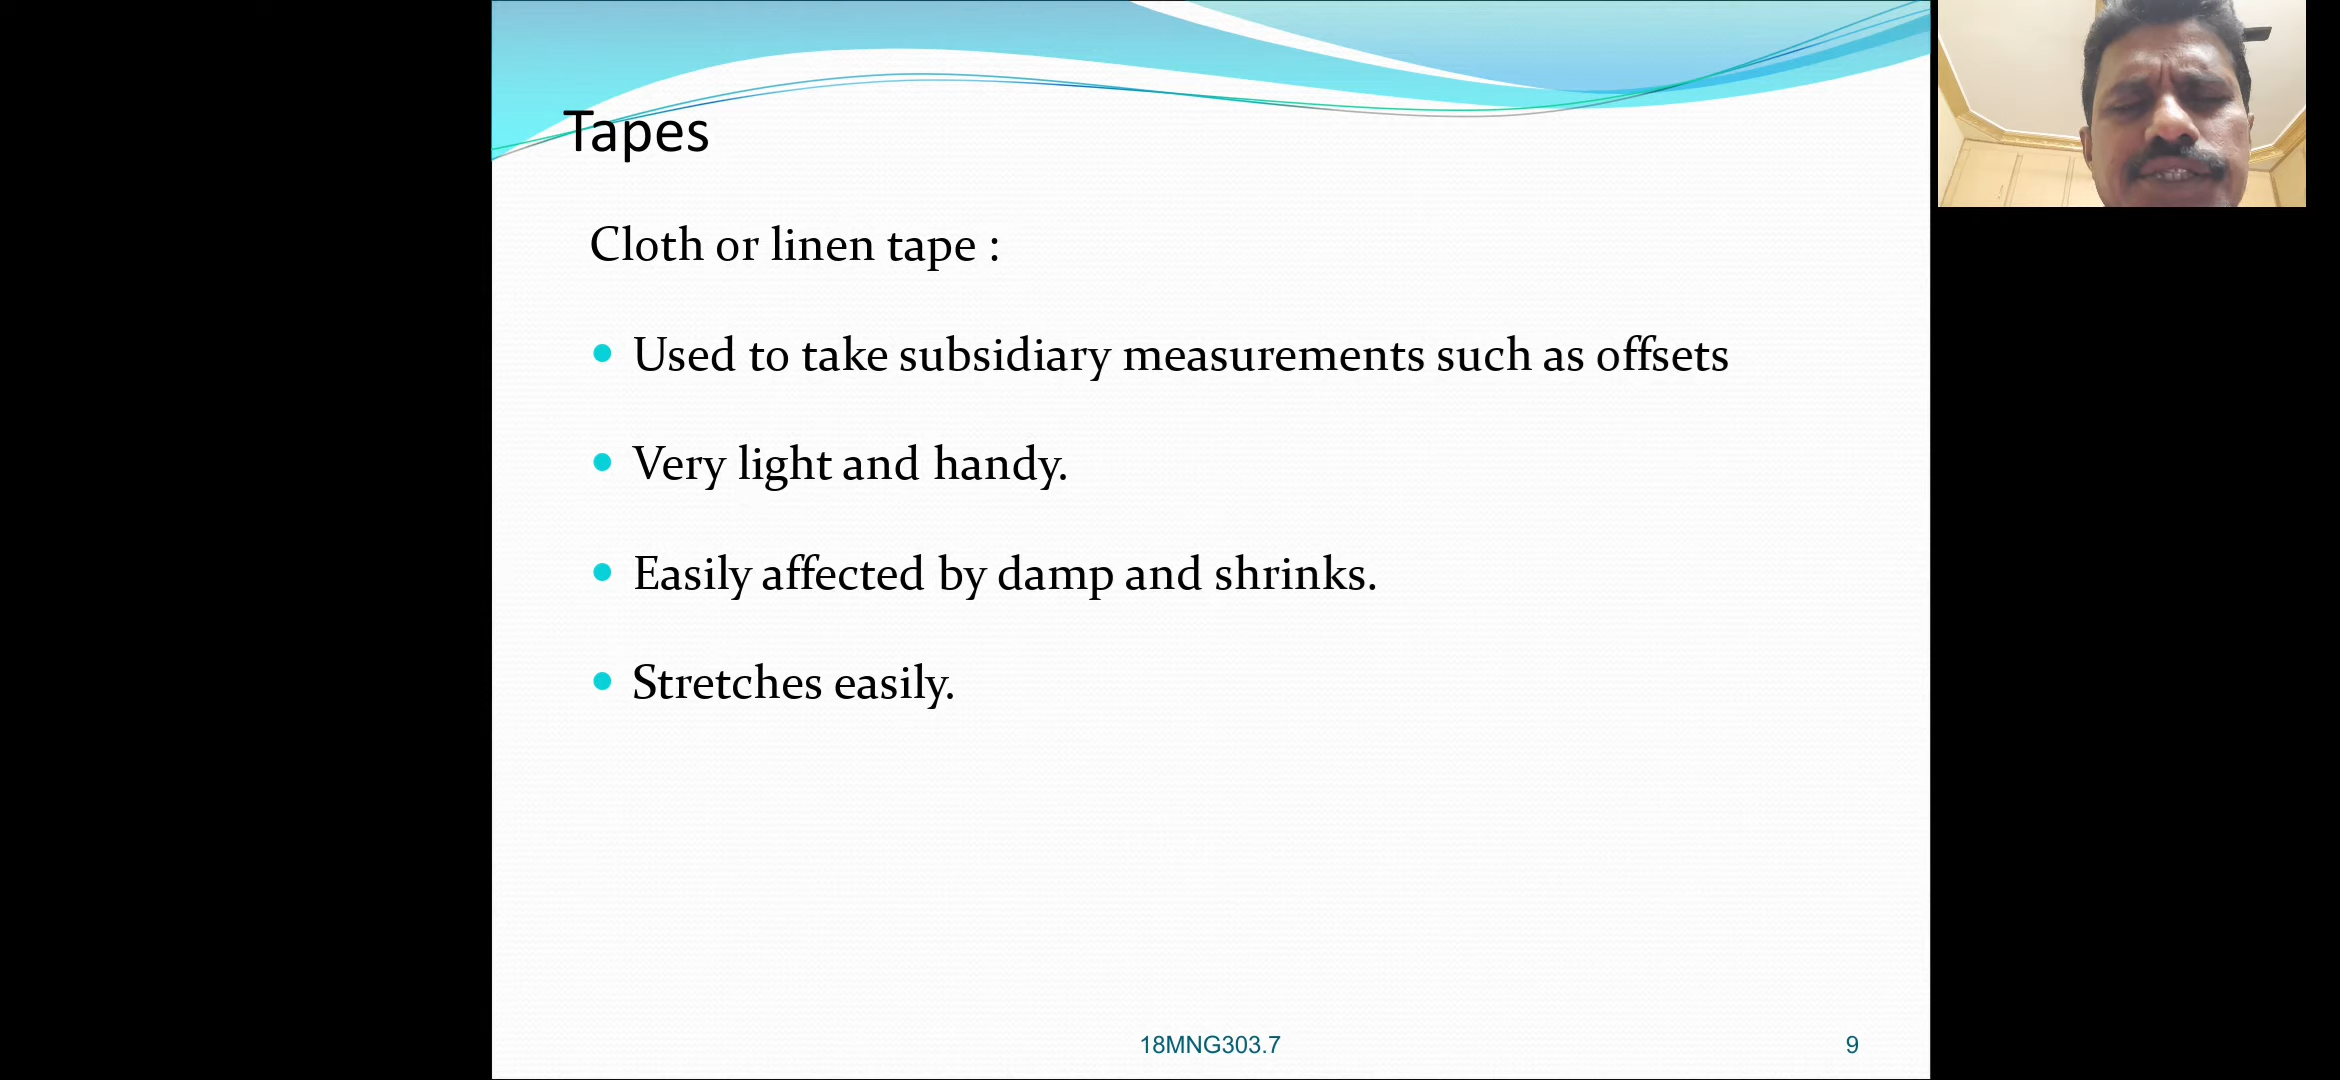 Tapes
Cloth or linen tape :
• Used to take subsidiary measurements such as offsets
• Very light and handy.
• Easily affected by damp and shrinks.
• Stretches easily.
18MNG303.7
9